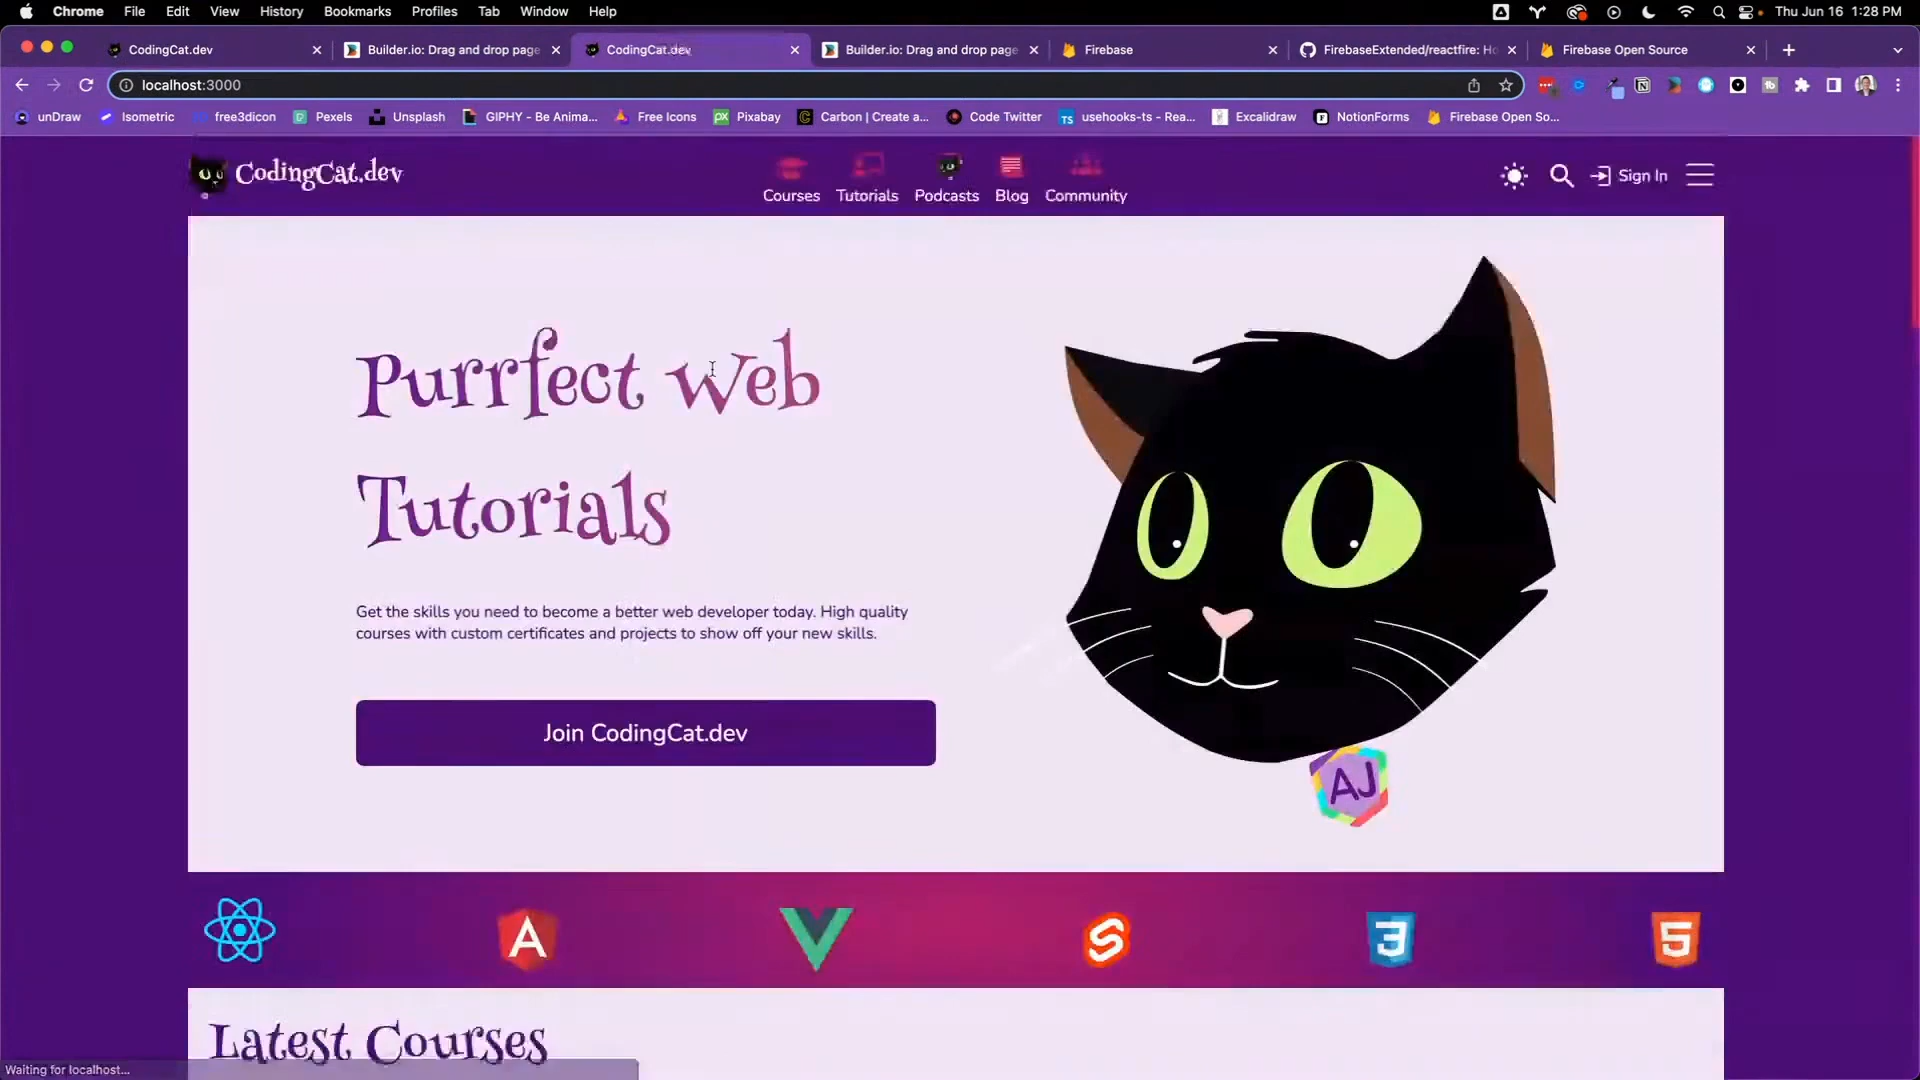 Chrome File Edit View History Bookmarks Profiles Tab Window Help Thu Jun 16 1:28 PM
CodingCat.dev Builder.io: Drag and drop page CodingCat.dev Builder.io: Drag and drop page Firebase FirebaseExtended/reactfire: Ho Firebase Open Source
localhost:3000
unDraw Isometric free3dicon Pexels Unsplash GIPHY - Be Anima... Free Icons Pixabay Carbon | Create a... Code Twitter usehooks-ts - Rea... Excalidraw NotionForms Firebase Open So...
CodingCat.dev
Courses Tutorials Podcasts Blog Community
Sign In
Purrfect Web
Tutorials
Get the skills you need to become a better web developer today. High quality
courses with custom certificates and projects to show off your new skills.
Join CodingCat.dev
AJ
Latest Courses
Waiting for localhost...